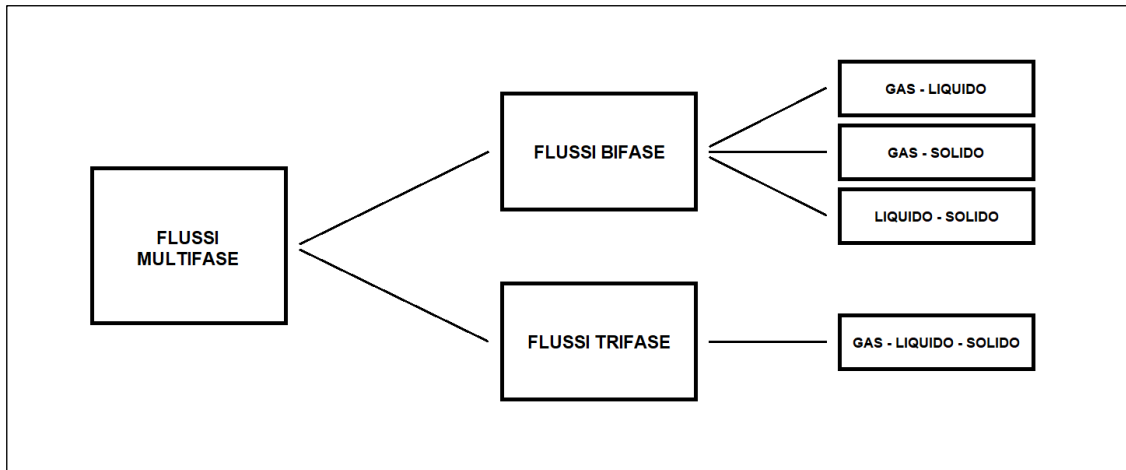 FLUSSI
MULTIFASE
FLUSSI BIFASE
GAS - LIQUIDO
GAS - SOLIDO
LIQUIDO - SOLIDO
FLUSSI TRIFASE
GAS - LIQUIDO - SOLIDO